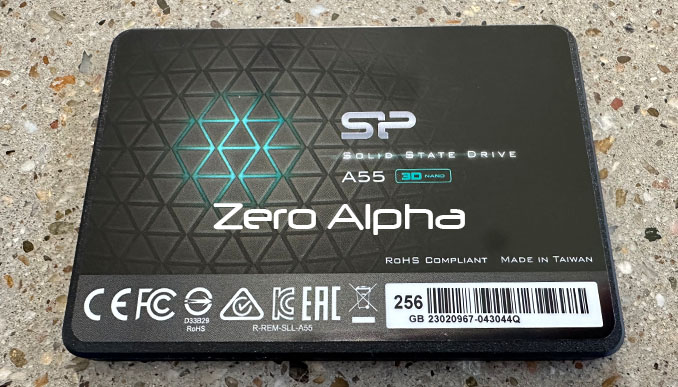 SP
SOLID STATE DRIVE
A55 3D NAND
Zero Alpha
RoHS COMPLIANT MADE IN TAIWAN
CE FC D33B29 RoHS R-REM-SLL-A55 EAC
256
GB 23020967-043044Q